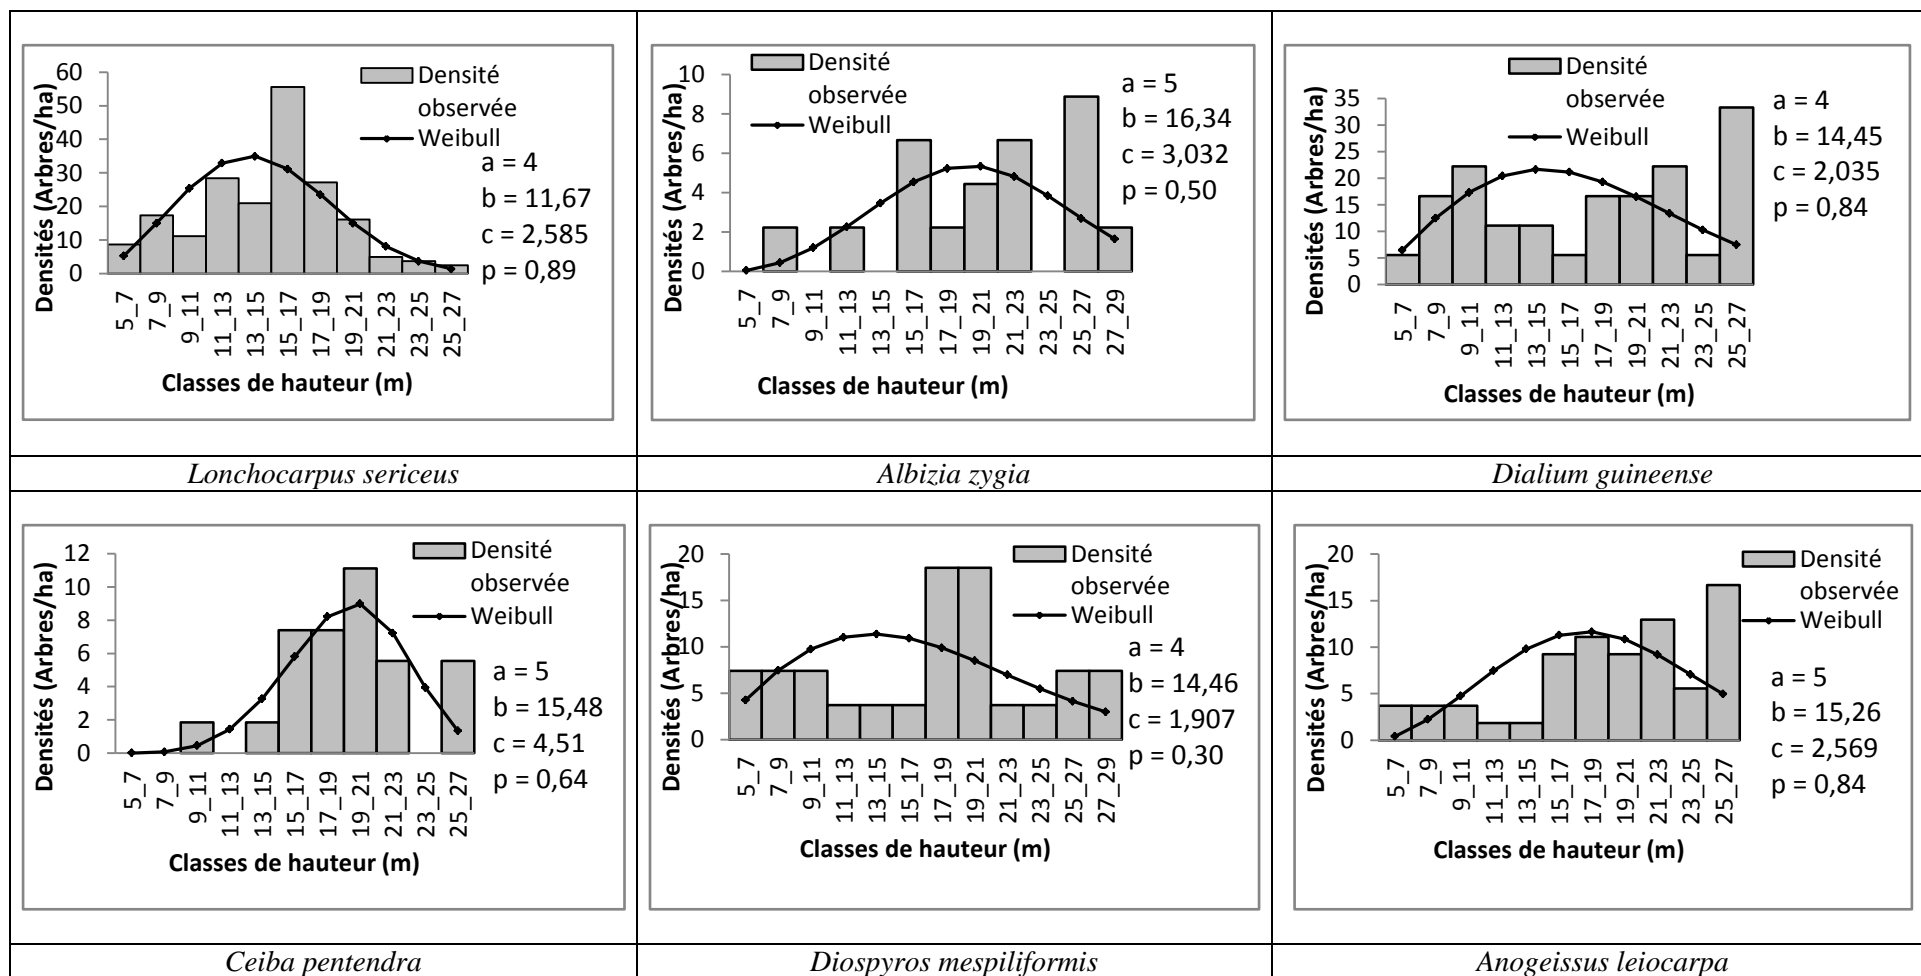 Densités (Arbres/ha)
60
50
40
30
20
10
0
Densité
observée
Weibull
a = 4
b = 11,67
c = 2,585
p = 0,89
5_7
7_9
9_11
11_13
13_15
15_17
17_19
19_21
21_23
23_25
25_27
Classes de hauteur (m)
Densités (Arbres/ha)
10
8
6
4
2
0
Densité
observée
Weibull
a = 5
b = 16,34
c = 3,032
p = 0,50
5_7
7_9
9_11
11_13
13_15
15_17
17_19
19_21
21_23
23_25
25_27
27_29
Classes de hauteur (m)
Densités (Arbres/ha)
35
30
25
20
15
10
5
0
Densité
observée
Weibull
a = 4
b = 14,45
c = 2,035
p = 0,84
5_7
7_9
9_11
11_13
13_15
15_17
17_19
19_21
21_23
23_25
25_27
Classes de hauteur (m)
Lonchocarpus sericeus
Albizia zygia
Dialium guineense
Densités (Arbres/ha)
12
10
8
6
4
2
0
Densité
observée
Weibull
a = 5
b = 15,48
c = 4,51
p = 0,64
5_7
7_9
9_11
11_13
13_15
15_17
17_19
19_21
21_23
23_25
25_27
Classes de hauteur (m)
Densités (Arbres/ha)
20
15
10
5
0
Densité
observée
Weibull
a = 4
b = 14,46
c = 1,907
p = 0,30
5_7
7_9
9_11
11_13
13_15
15_17
17_19
19_21
21_23
23_25
25_27
27_29
Classes de hauteur (m)
Densités (Arbres/ha)
20
15
10
5
0
Densité
observée
Weibull
a = 5
b = 15,26
c = 2,569
p = 0,84
5_7
7_9
9_11
11_13
13_15
15_17
17_19
19_21
21_23
23_25
25_27
Classes de hauteur (m)
Ceiba pentendra
Diospyros mespiliformis
Anogeissus leiocarpa